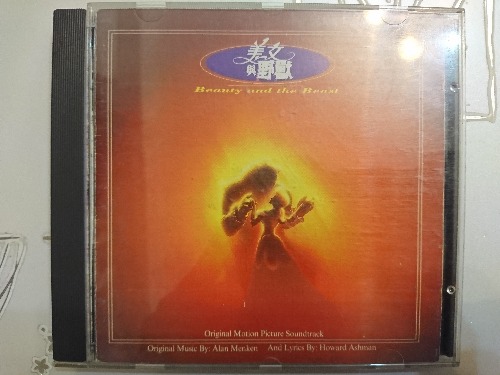 美女
與野獸
Beauty and the Beast
Original Motion Picture Soundtrack
Original Music By: Alan Menken And Lyrics By: Howard Ashman